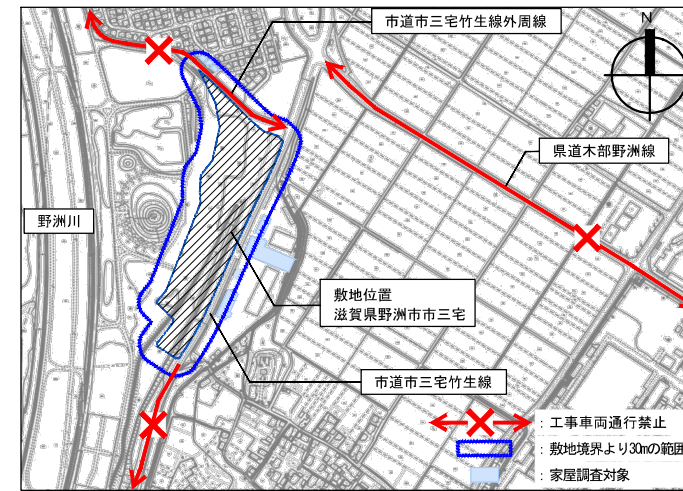 市道市三宅竹生線外周線
N
県道木部野洲線
野洲川
敷地位置
滋賀県野洲市市三宅
市道市三宅竹生線
：工事車両通行禁止
：敷地境界より30mの範囲
：家屋調査対象